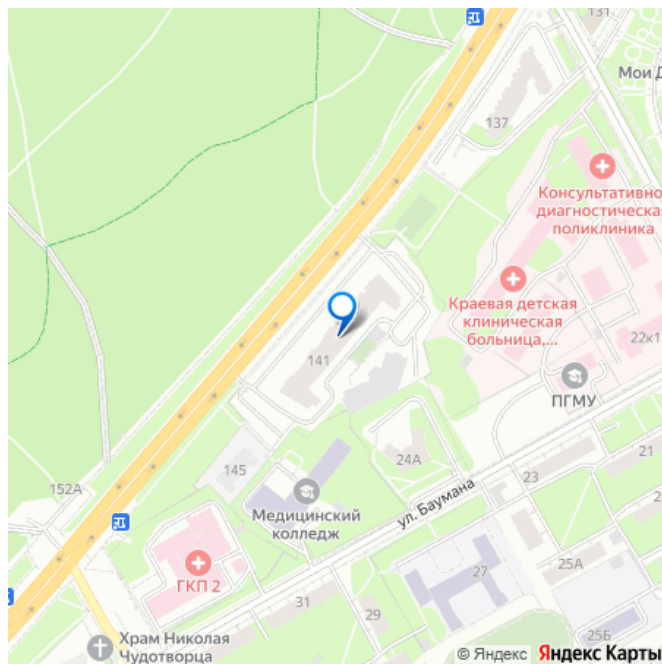 131
Мои Д
137
Консультативно-
диагностическая
поликлиника
Краевая детская
клиническая
больница,...
22к1
ПГМУ
141
24А
21
23
145
152А
ул. Баумана
Медицинский
колледж
ГКП 2
27
25А
31
29
25Б
Храм Николая
Чудотворца
© Яндекс Яндекс Карты